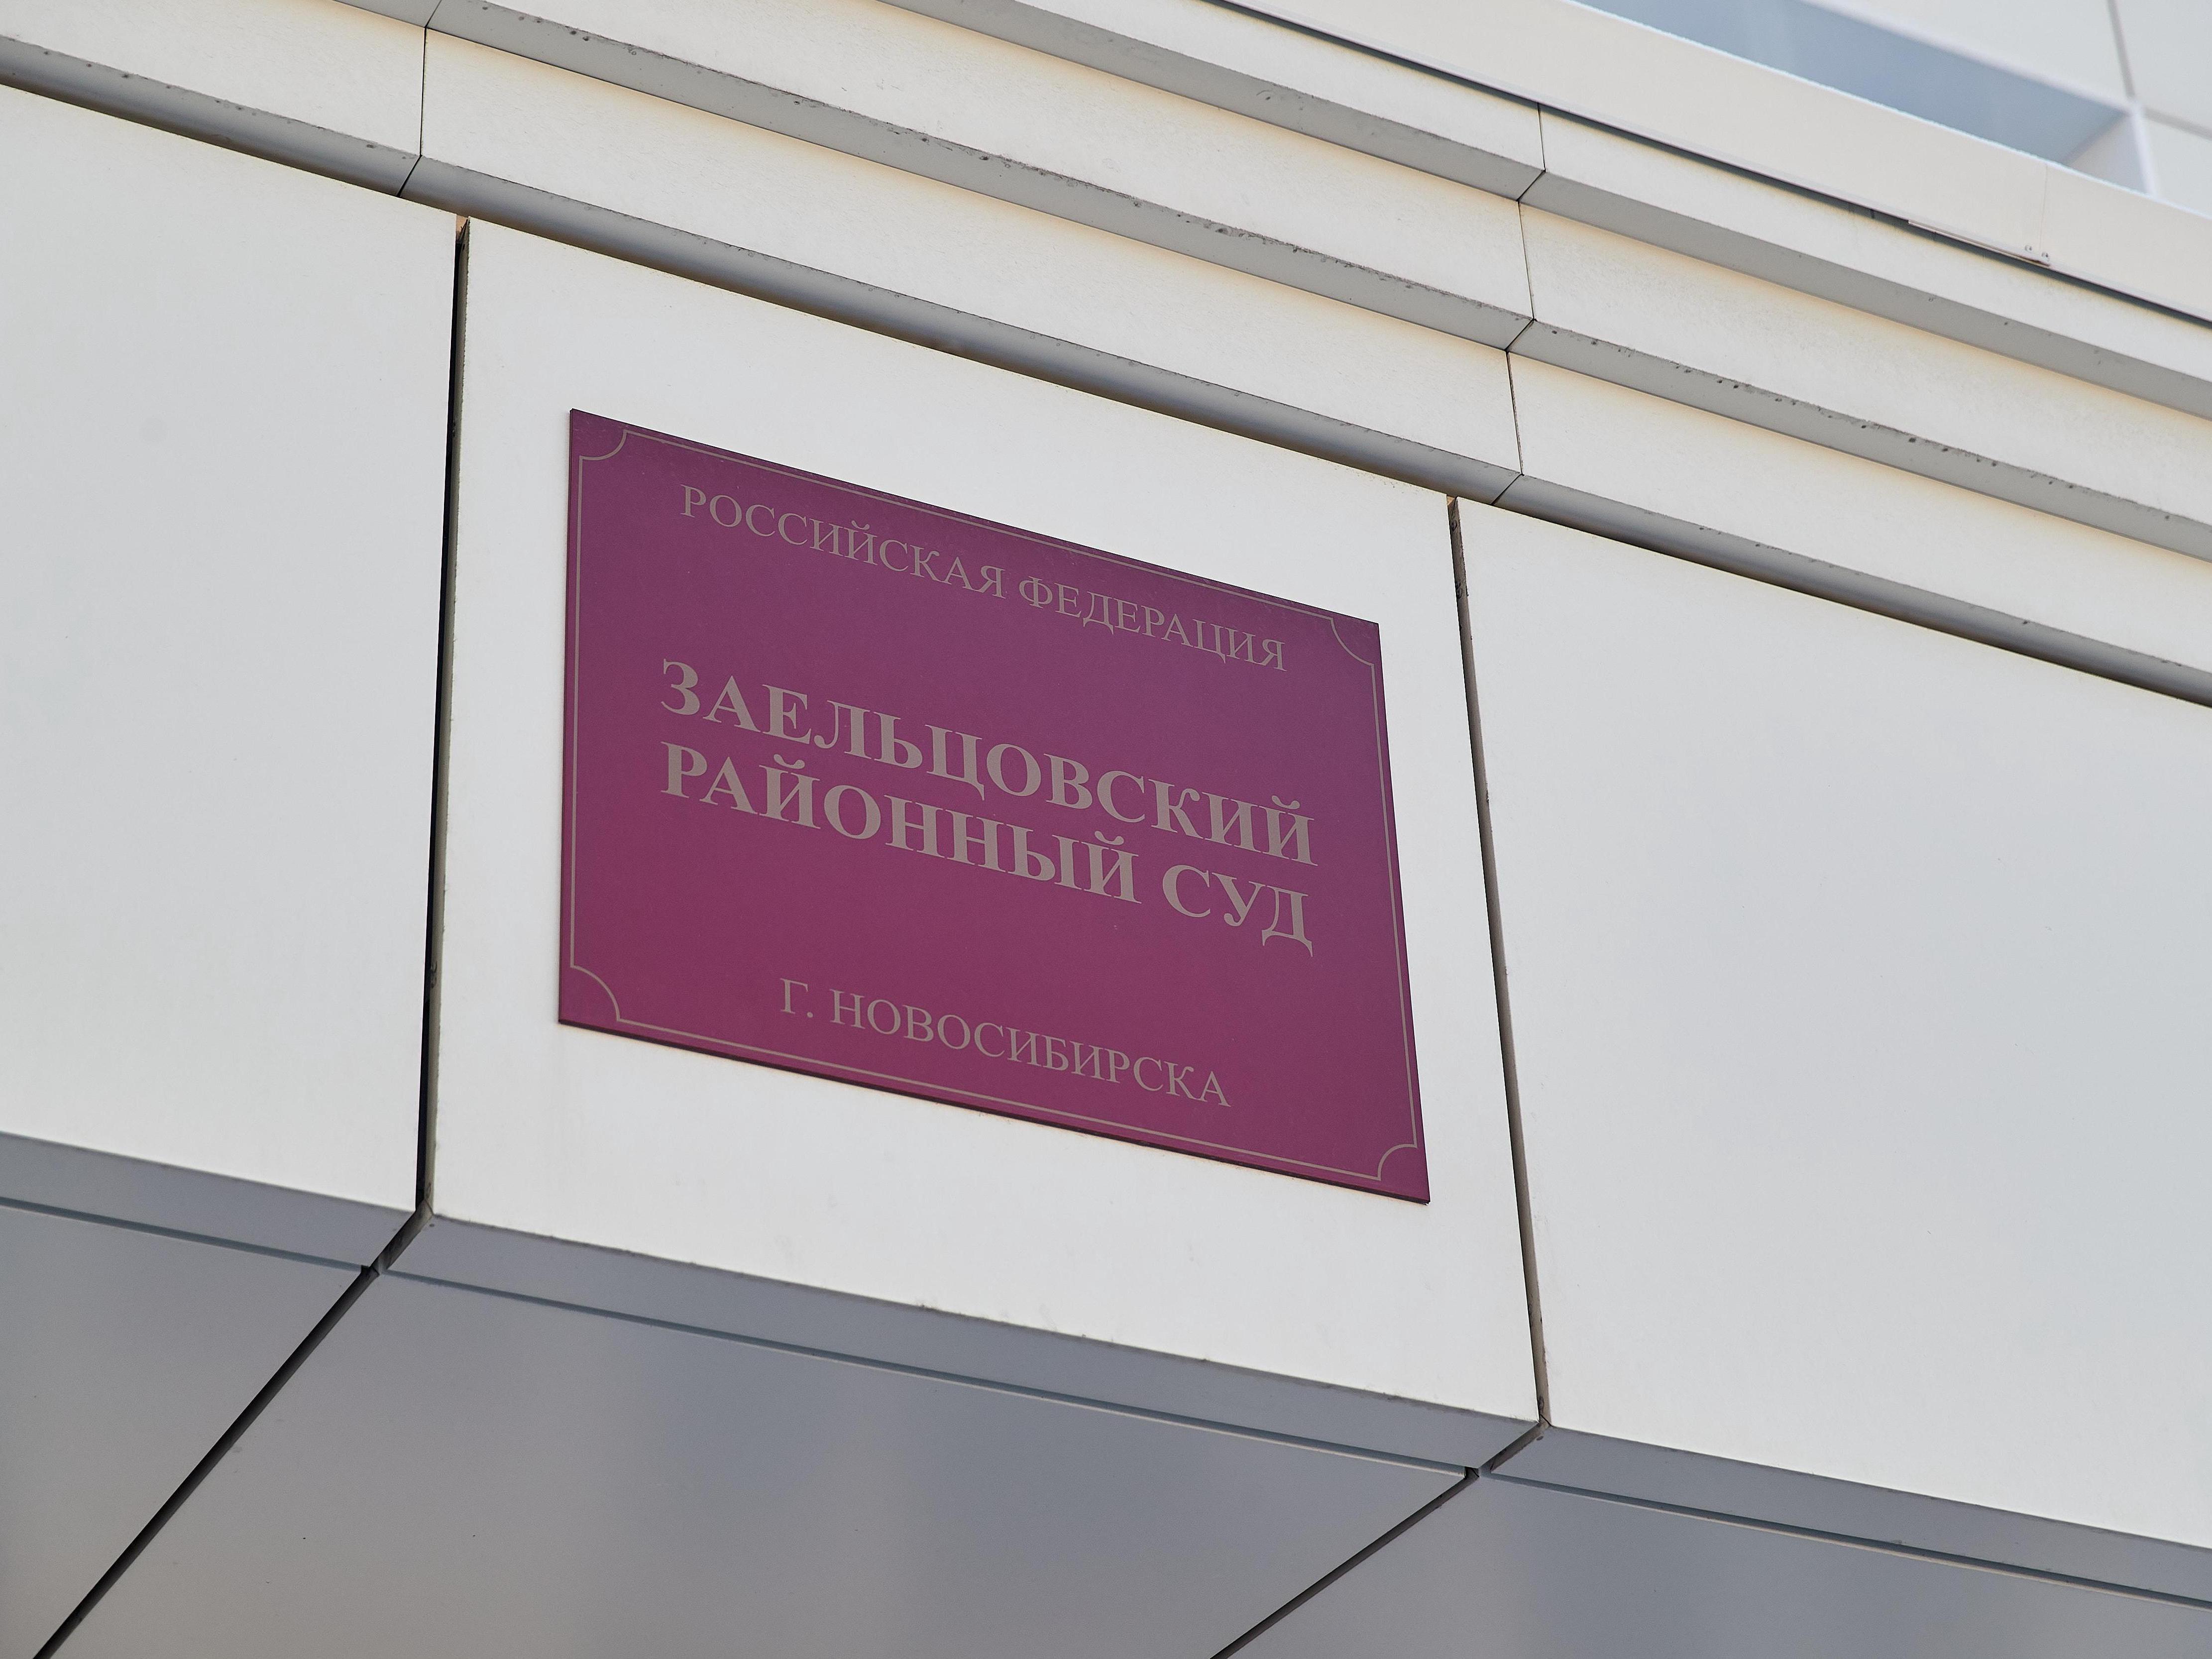 РОССИЙСКАЯ ФЕДЕРАЦИЯ
ЗАЕЛЬЦОВСКИЙ
РАЙОННЫЙ СУД
Г. НОВОСИБИРСКА